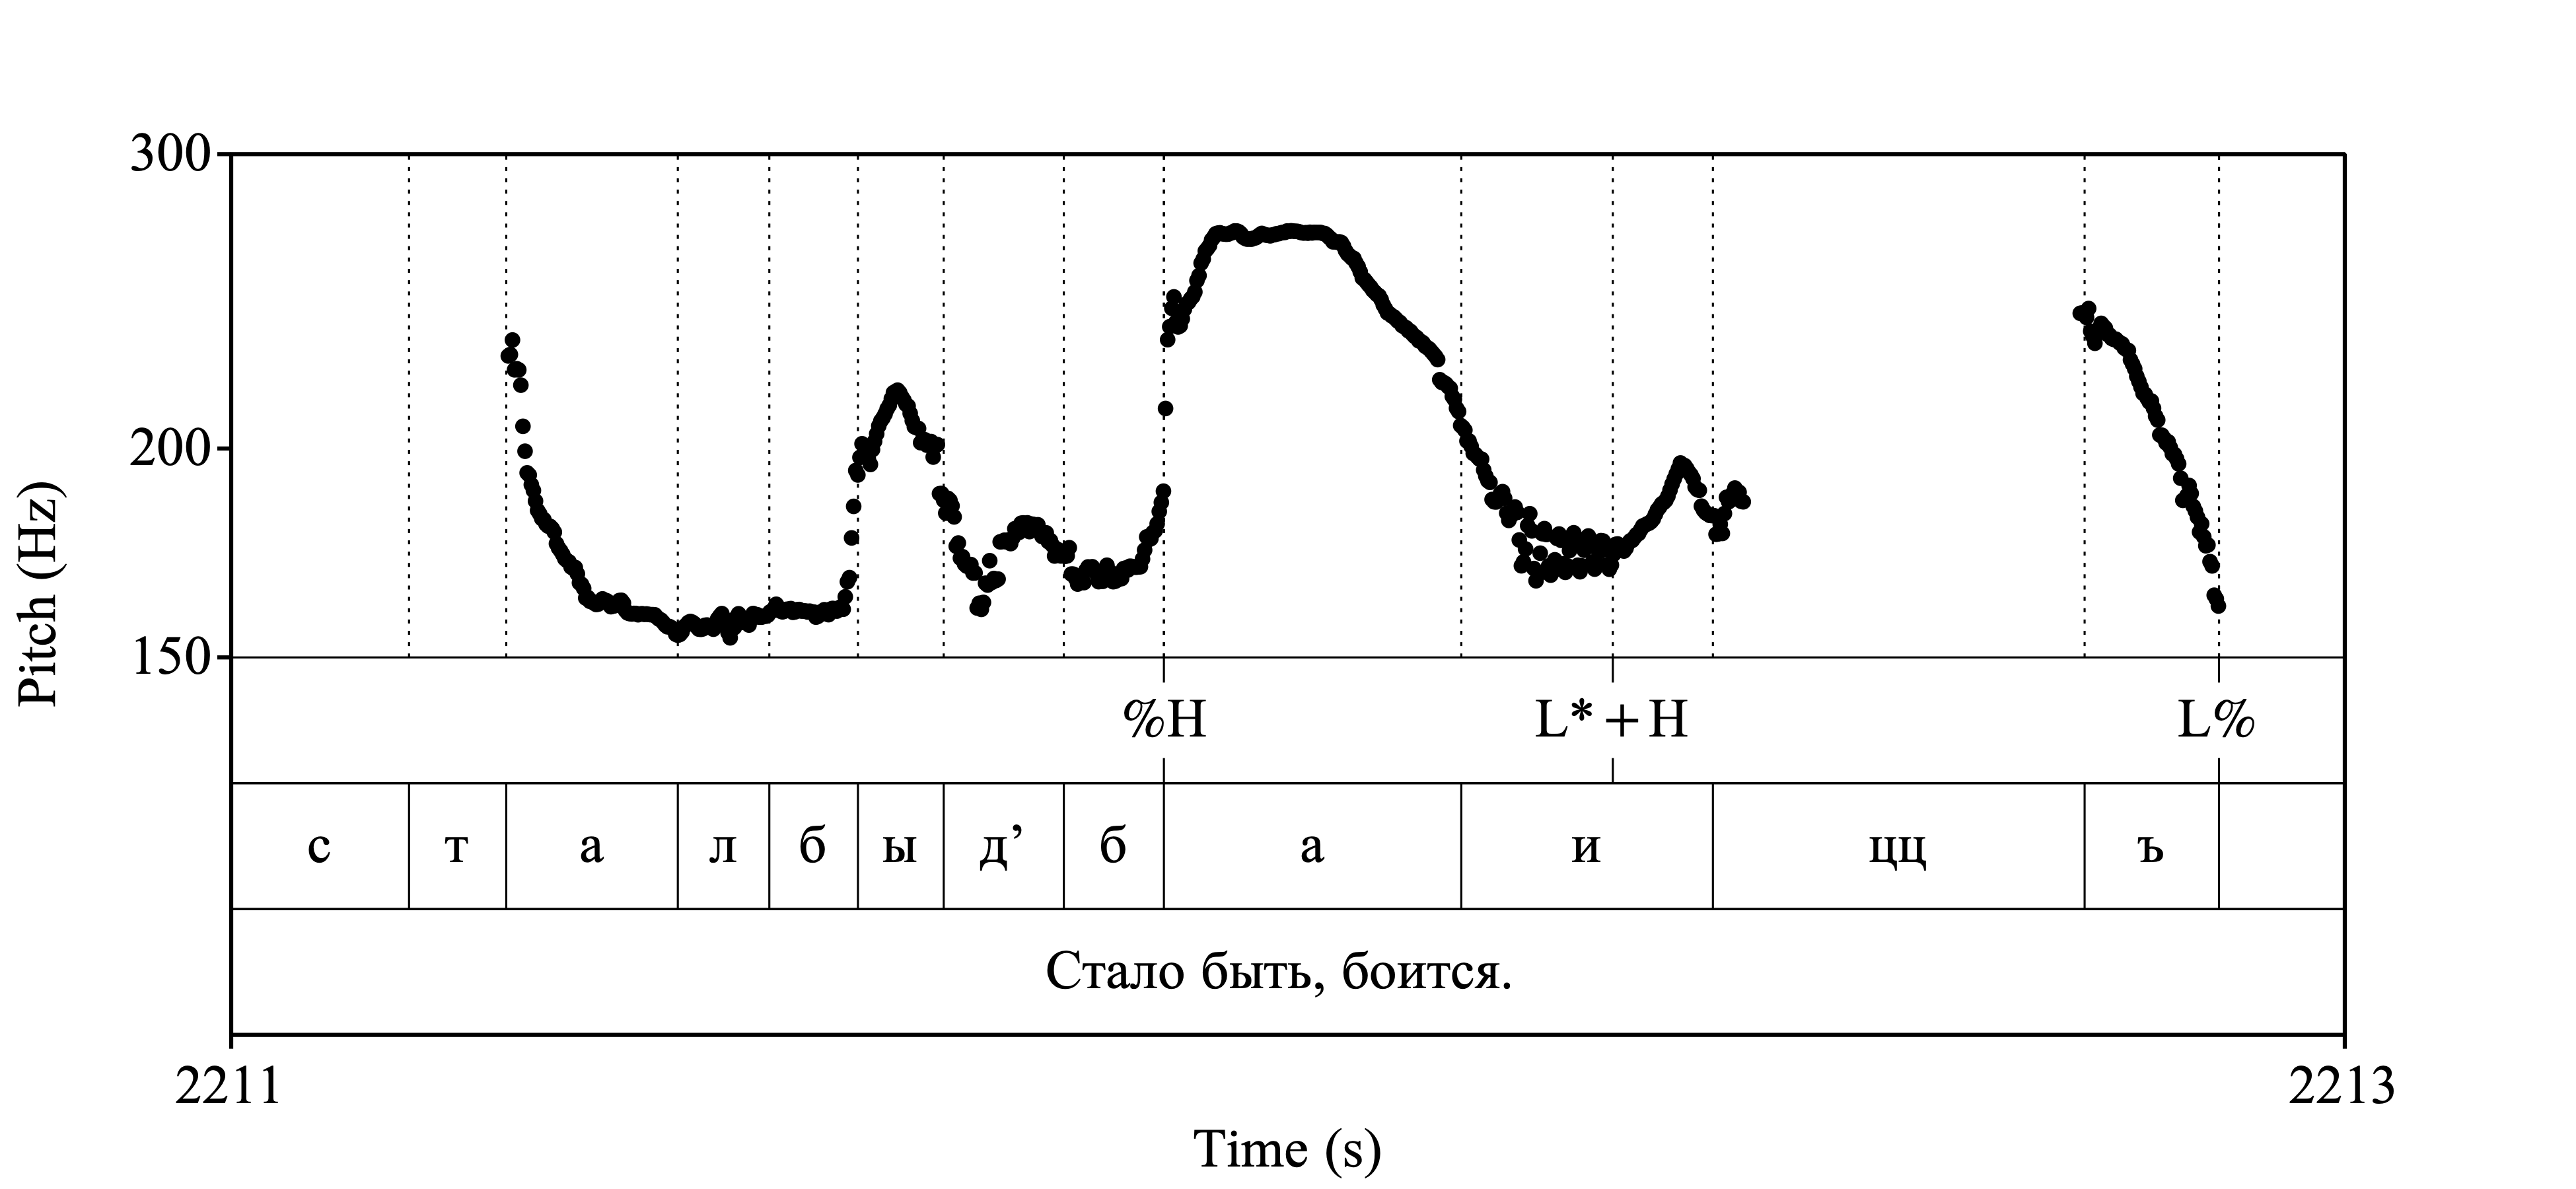 300
200
150
Pitch (Hz)
%H L*+H L%
с т а л б ы д’ б а и цц ъ
Стало быть, боится.
2211 2213
Time (s)